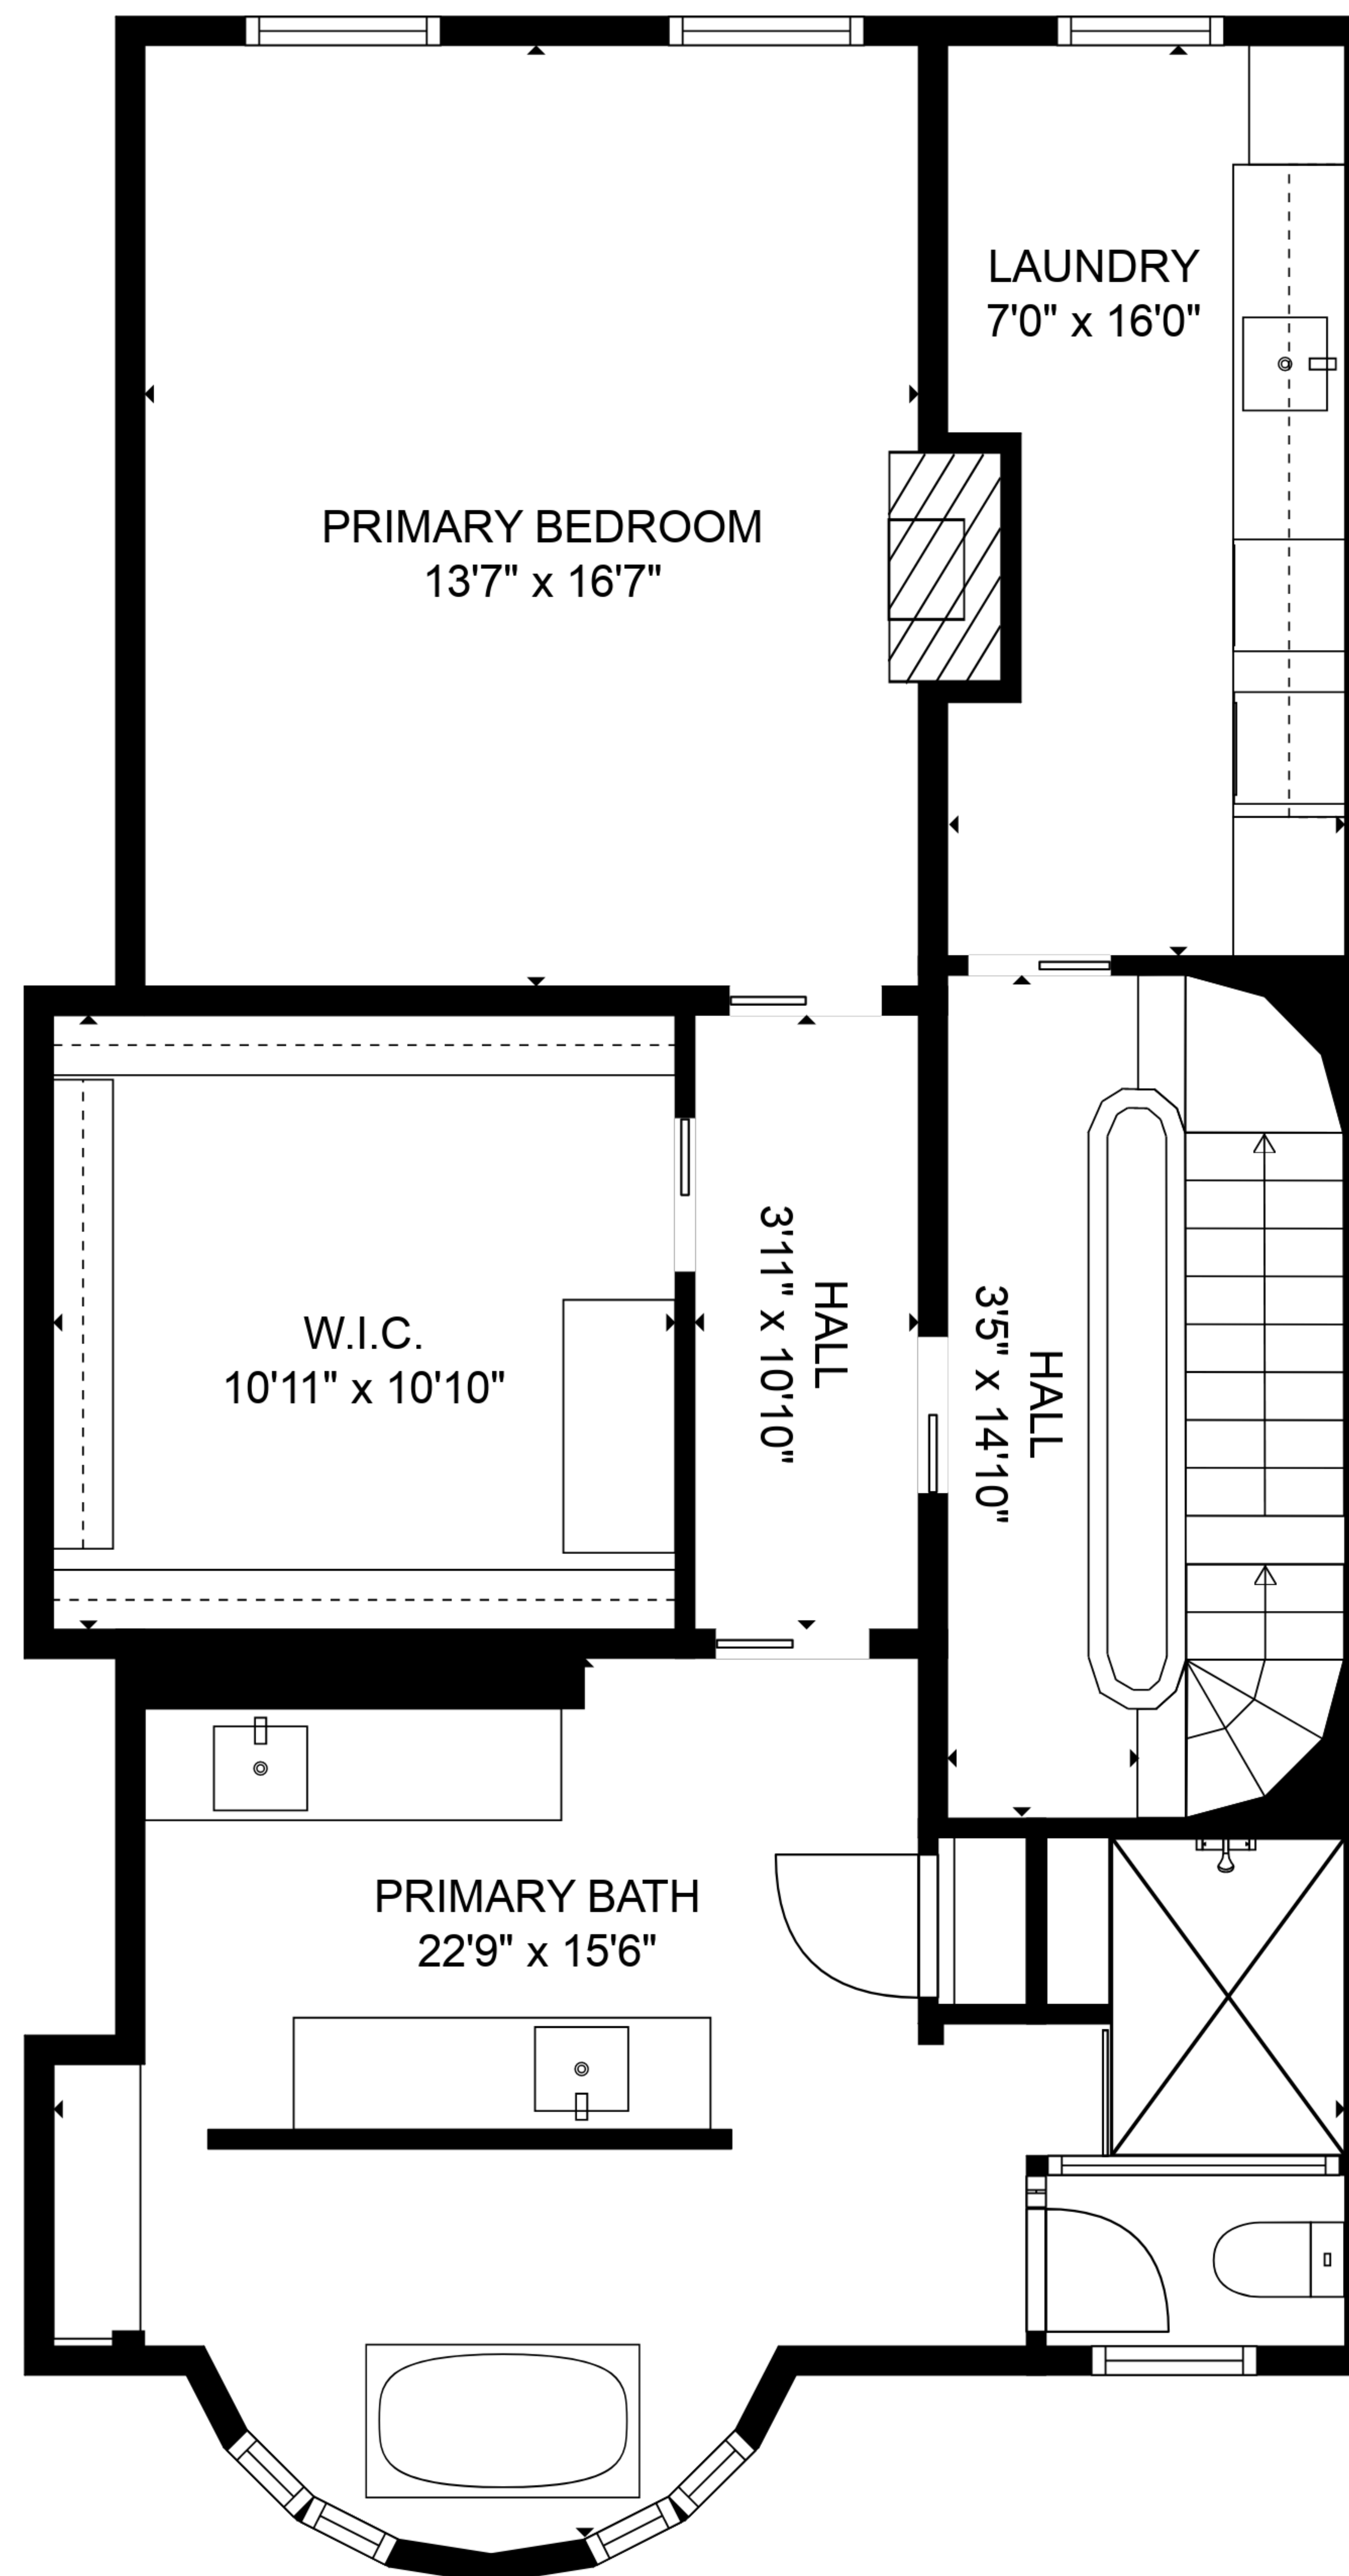 LAUNDRY
7'0" x 16'0"
PRIMARY BEDROOM
13'7" x 16'7"
W.I.C.
10'11" x 10'10"
HALL
3'11" x 10'10"
HALL
3'5" x 14'10"
PRIMARY BATH
22'9" x 15'6"